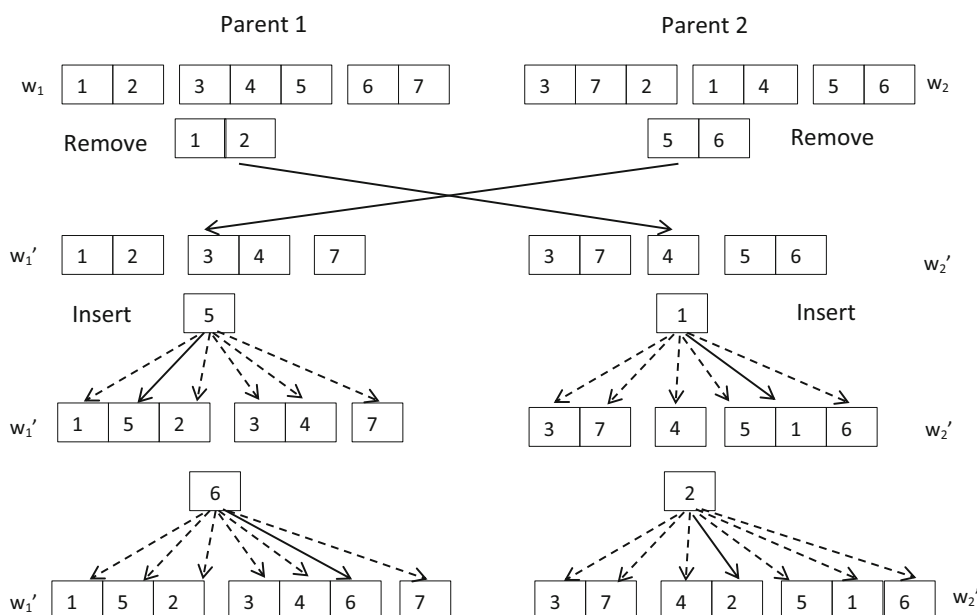 Parent 1 Parent 2
w₁ 1 2 3 4 5 6 7 3 7 2 1 4 5 6 w₂
Remove 1 2 5 6 Remove
w₁’ 1 2 3 4 7 3 7 4 5 6 w₂’
Insert 5 1 Insert
w₁’ 1 5 2 3 4 7 3 7 4 5 1 6 w₂’
6 2
w₁’ 1 5 2 3 4 6 7 3 7 4 2 5 1 6 w₂